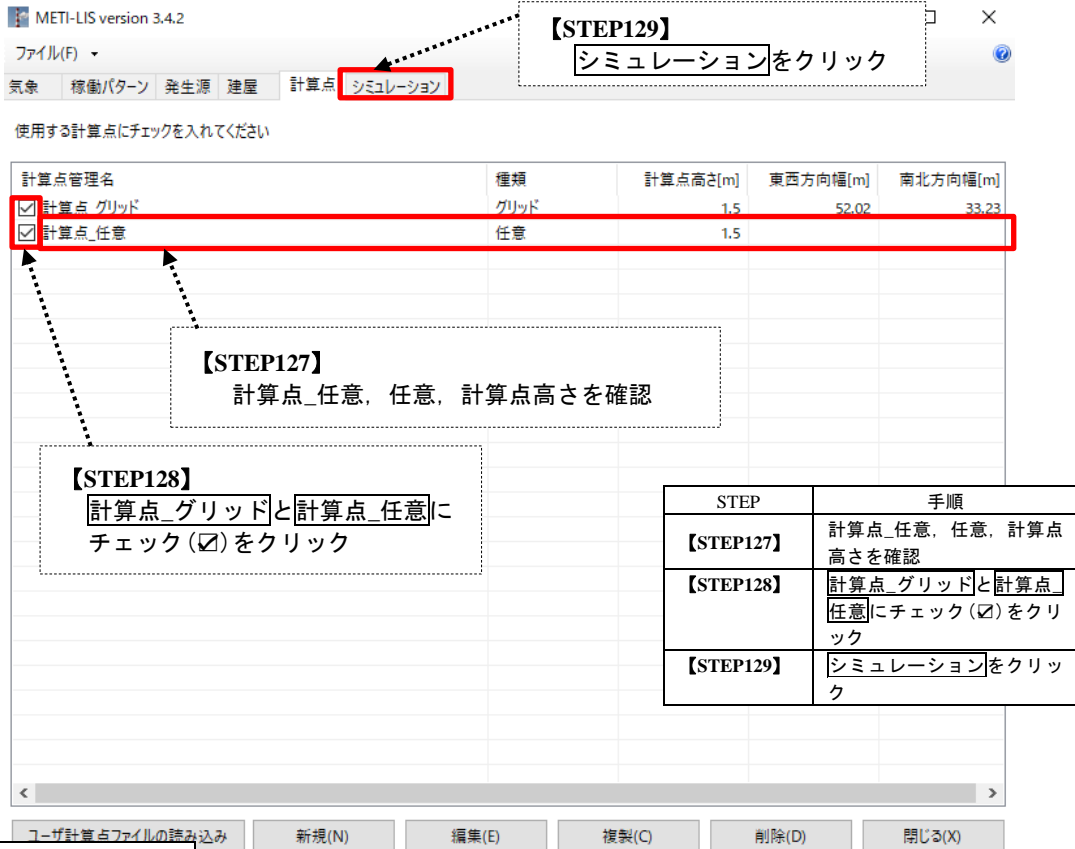 METI-LIS version 3.4.2
【STEP129】
シミュレーションをクリック
ファイル(F)
気象 稼働パターン 発生源 建屋 計算点 シミュレーション
使用する計算点にチェックを入れてください
計算点管理名 種類 計算点高さ[m] 東西方向幅[m] 南北方向幅[m]
計算点_グリッド グリッド 1.5 52.02 33.23
計算点_任意 任意 1.5
【STEP127】
計算点_任意，任意，計算点高さを確認
【STEP128】
計算点_グリッドと計算点_任意に
チェック(☑)をクリック
STEP 手順
【STEP127】 計算点_任意，任意，計算点
高さを確認
【STEP128】 計算点_グリッドと計算点_
任意にチェック(☑)をクリ
ック
【STEP129】 シミュレーションをクリッ
ク
ユーザ計算点ファイルの読み込み 新規(N) 編集(E) 複製(C) 削除(D) 閉じる(X)